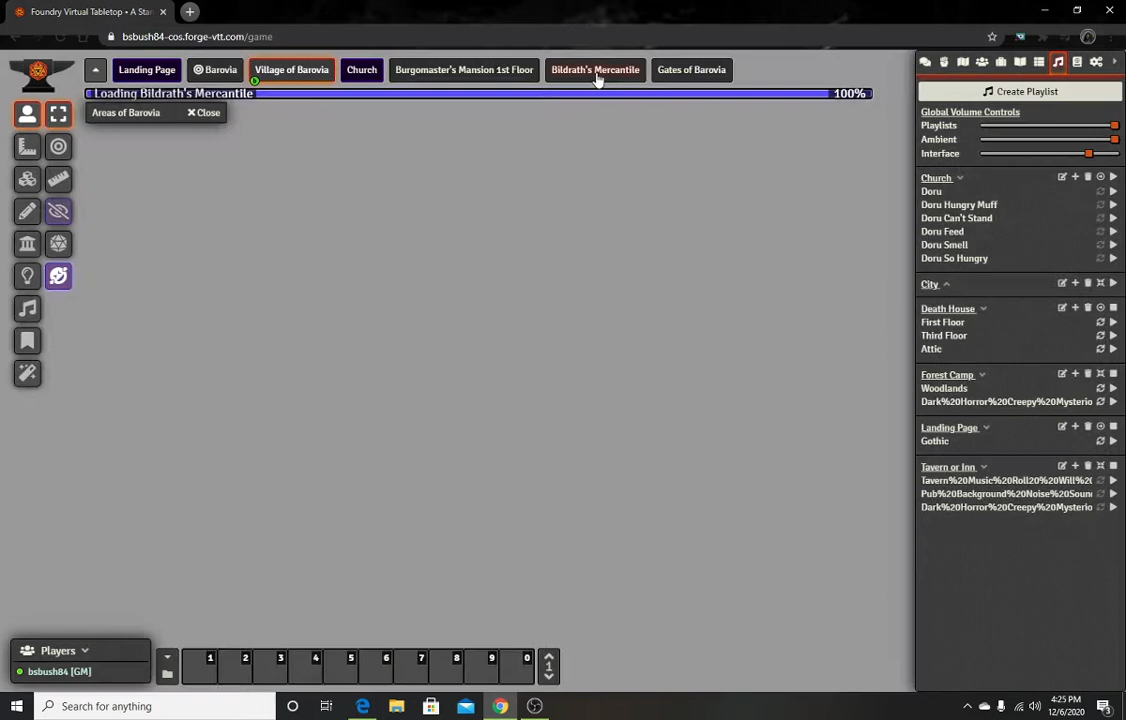 Foundry Virtual Tabletop • A Star
bsbush84-cos.forge-vtt.com/game
Landing Page
Barovia
Village of Barovia
Church
Burgomaster's Mansion 1st Floor
Bildrath's Mercantile
Gates of Barovia
b
Loading Bildrath's Mercantile 100%
Areas of Barovia
Close
Create Playlist
Global Volume Controls
Playlists
Ambient
Interface
Church
Doru
Doru Hungry Muff
Doru Can't Stand
Doru Feed
Doru Smell
Doru So Hungry
City
Death House
First Floor
Third Floor
Attic
Forest Camp
Woodlands
Dark%20Horror%20Creepy%20Mysterio
Landing Page
Gothic
Tavern or Inn
Tavern%20Music%20Roll20%20Will%2
Pub%20Background%20Noise%20Soun
Dark%20Horror%20Creepy%20Mysterio
Players
bsbush84 [GM]
1 2 3 4 5 6 7 8 9 0
1
Search for anything
4:25 PM
12/6/2020
3